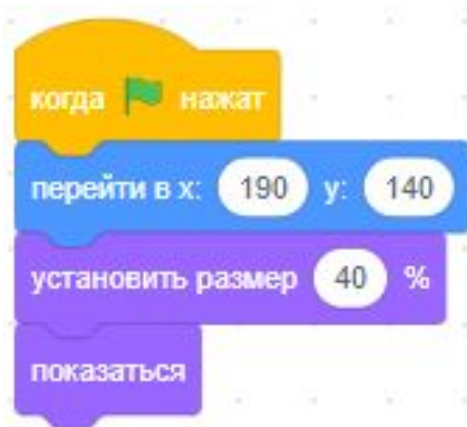 когда нажат
перейти в x: 190 y: 140
установить размер 40 %
показаться